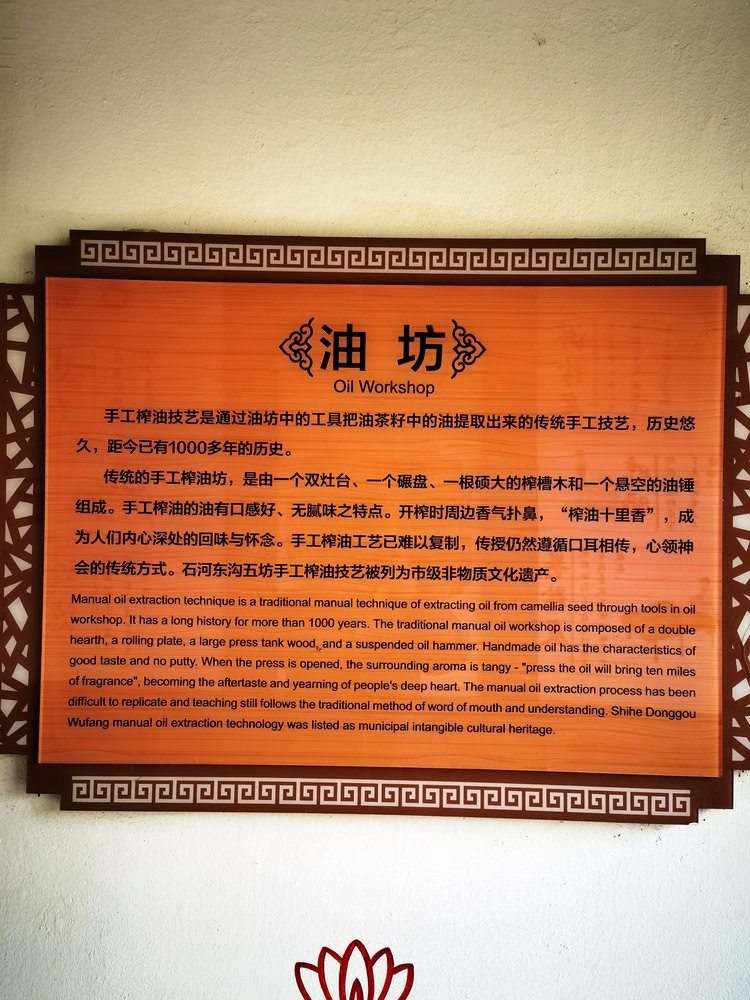 油 坊
Oil Workshop
手工榨油技艺是通过油坊中的工具把油茶籽中的油提取出来的传统手工技艺，历史悠
久，距今已有1000多年的历史。
传统的手工榨油坊，是由一个双灶台、一个碾盘、一根硕大的榨槽木和一个悬空的油锤
组成。手工榨油的油有口感好、无腻味之特点。开榨时周边香气扑鼻，“榨油十里香”，成
为人们内心深处的回味与怀念。手工榨油工艺已难以复制，传授仍然遵循口耳相传，心领神
会的传统方式。石河东沟五坊手工榨油技艺被列为市级非物质文化遗产。
Manual oil extraction technique is a traditional manual technique of extracting oil from camellia seed through tools in oil
workshop. It has a long history for more than 1000 years. The traditional manual oil workshop is composed of a double
hearth, a rolling plate, a large press tank wood, and a suspended oil hammer. Handmade oil has the characteristics of
good taste and no putty. When the press is opened, the surrounding aroma is tangy - "press the oil will bring ten miles
of fragrance", becoming the aftertaste and yearning of people's deep heart. The manual oil extraction process has been
difficult to replicate and teaching still follows the traditional method of word of mouth and understanding. Shihe Donggou
Wufang manual oil extraction technology was listed as municipal intangible cultural heritage.